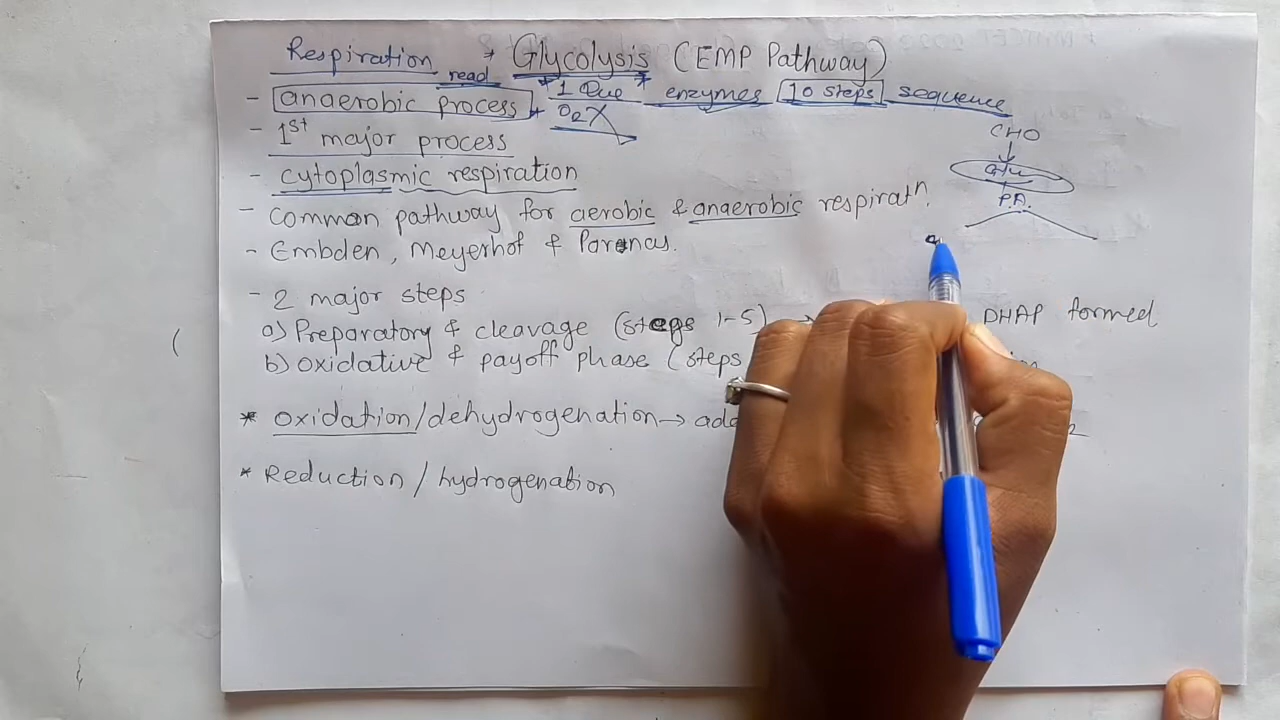 Respiration * Glycolysis (EMP Pathway)
read
- anaerobic process * 1 Que * enzymes 10 steps sequence
O2 X
- 1st major process
CHO
- cytoplasmic respiration
Glu
- common pathway for aerobic & anaerobic respiratn.
P.A.
- Embden, Meyerhof & Parenas.
- 2 major steps
a) Preparatory & cleavage (steps 1-5) → DHAP formed
b) Oxidative & payoff phase (steps
* Oxidation/dehydrogenation →
* Reduction / hydrogenation